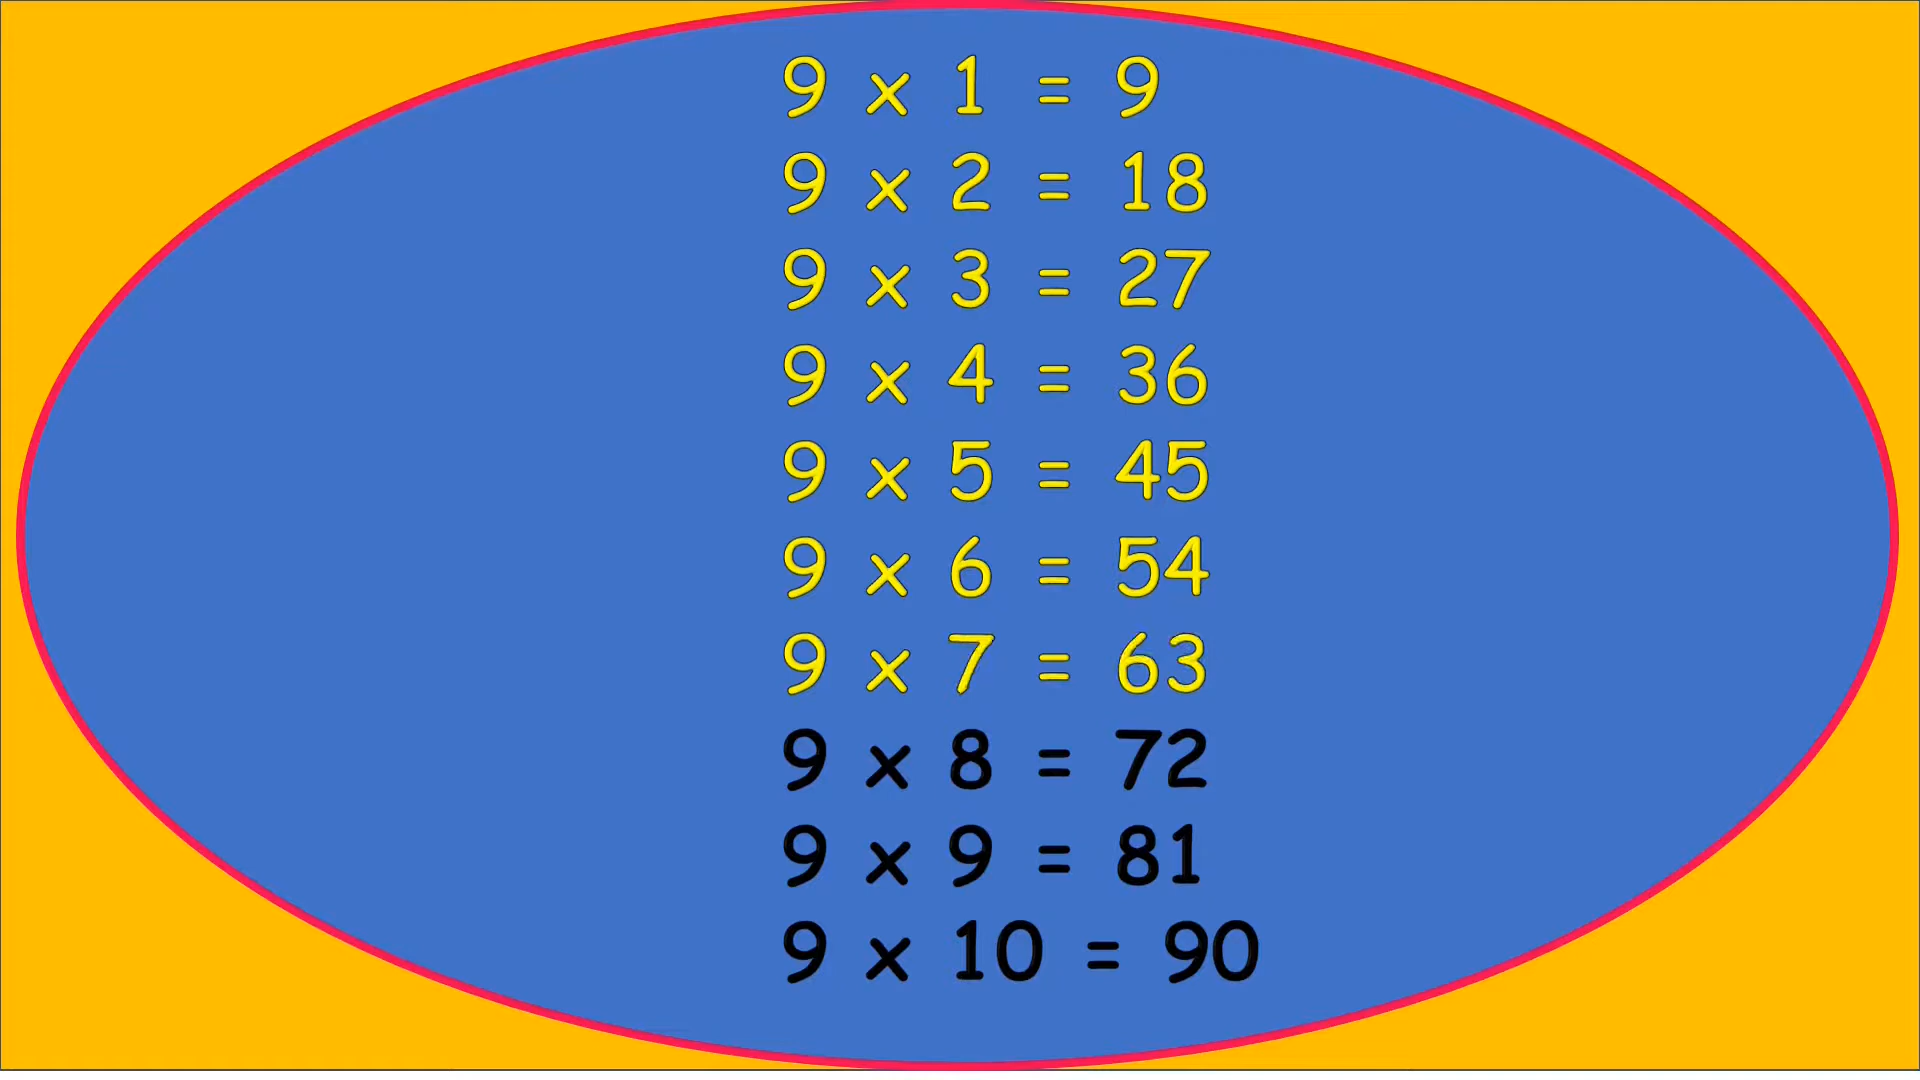 9 x 1 = 9
9 x 2 = 18
9 x 3 = 27
9 x 4 = 36
9 x 5 = 45
9 x 6 = 54
9 x 7 = 63
9 x 8 = 72
9 x 9 = 81
9 x 10 = 90